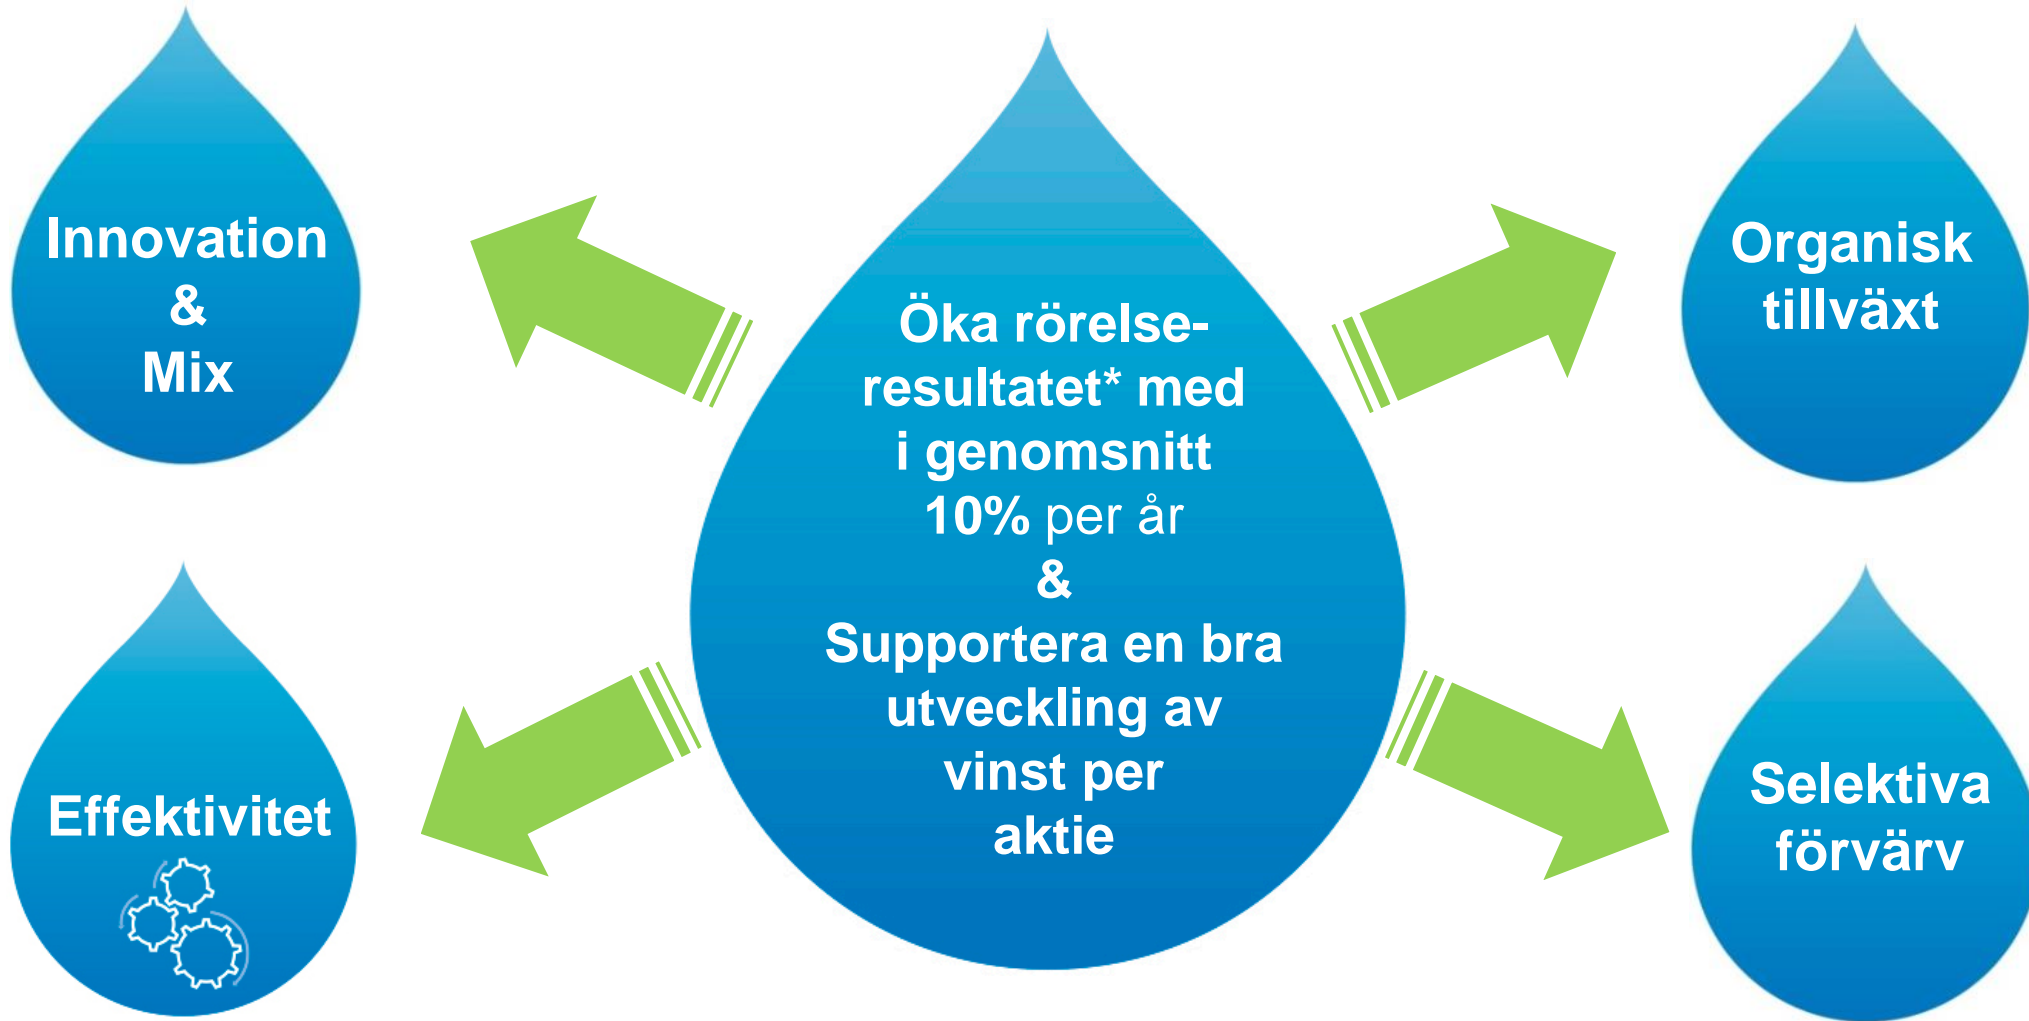 Innovation
&
Mix
Öka rörelse-
resultatet* med
i genomsnitt
10% per år
&
Supportera en bra
utveckling av
vinst per
aktie
Organisk
tillväxt
Effektivitet
Selektiva
förvärv